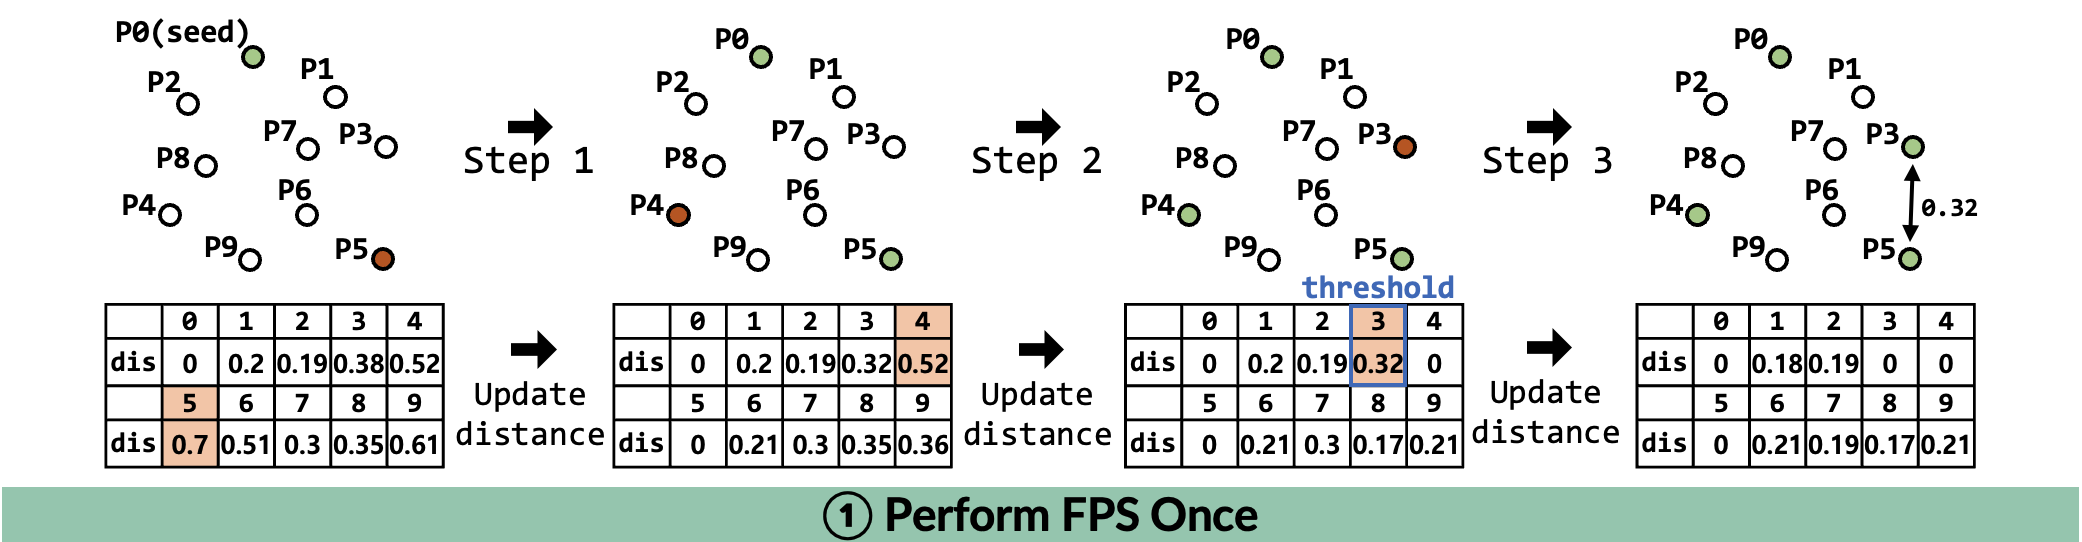 P0(seed)
P2
P1
P7
P3
P8
P6
P4
P9
P5
0 1 2 3 4
dis 0 0.2 0.19 0.38 0.52
5 6 7 8 9
dis 0.7 0.51 0.3 0.35 0.61
Step 1
Update
distance
P0
P2
P1
P7
P3
P8
P6
P4
P9
P5
0 1 2 3 4
dis 0 0.2 0.19 0.32 0.52
5 6 7 8 9
dis 0 0.21 0.3 0.35 0.36
Step 2
Update
distance
P0
P2
P1
P7
P3
P8
P6
P4
P9
P5
threshold
0 1 2 3 4
dis 0 0.2 0.19 0.32 0
5 6 7 8 9
dis 0 0.21 0.3 0.17 0.21
Step 3
Update
distance
P0
P2
P1
P7
P3
P8
P6
P4
0.32
P9
P5
0 1 2 3 4
dis 0 0.18 0.19 0 0
5 6 7 8 9
dis 0 0.21 0.19 0.17 0.21
① Perform FPS Once